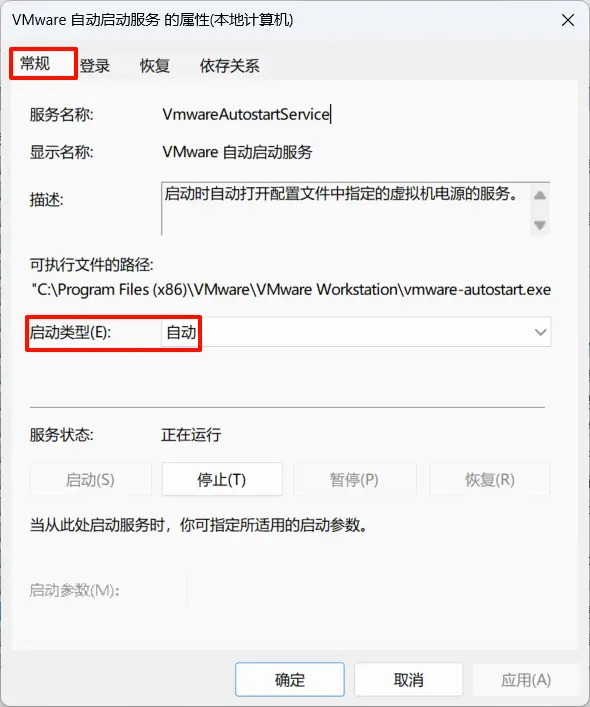 VMware 自动启动服务 的属性(本地计算机)
常规 登录 恢复 依存关系
服务名称: VmwareAutostartService
显示名称: VMware 自动启动服务
描述: 启动时自动打开配置文件中指定的虚拟机电源的服务。
可执行文件的路径:
"C:\Program Files (x86)\VMware\VMware Workstation\vmware-autostart.exe
启动类型(E): 自动
服务状态: 正在运行
启动(S) 停止(T) 暂停(P) 恢复(R)
当从此处启动服务时，你可指定所适用的启动参数。
启动参数(M):
确定 取消 应用(A)